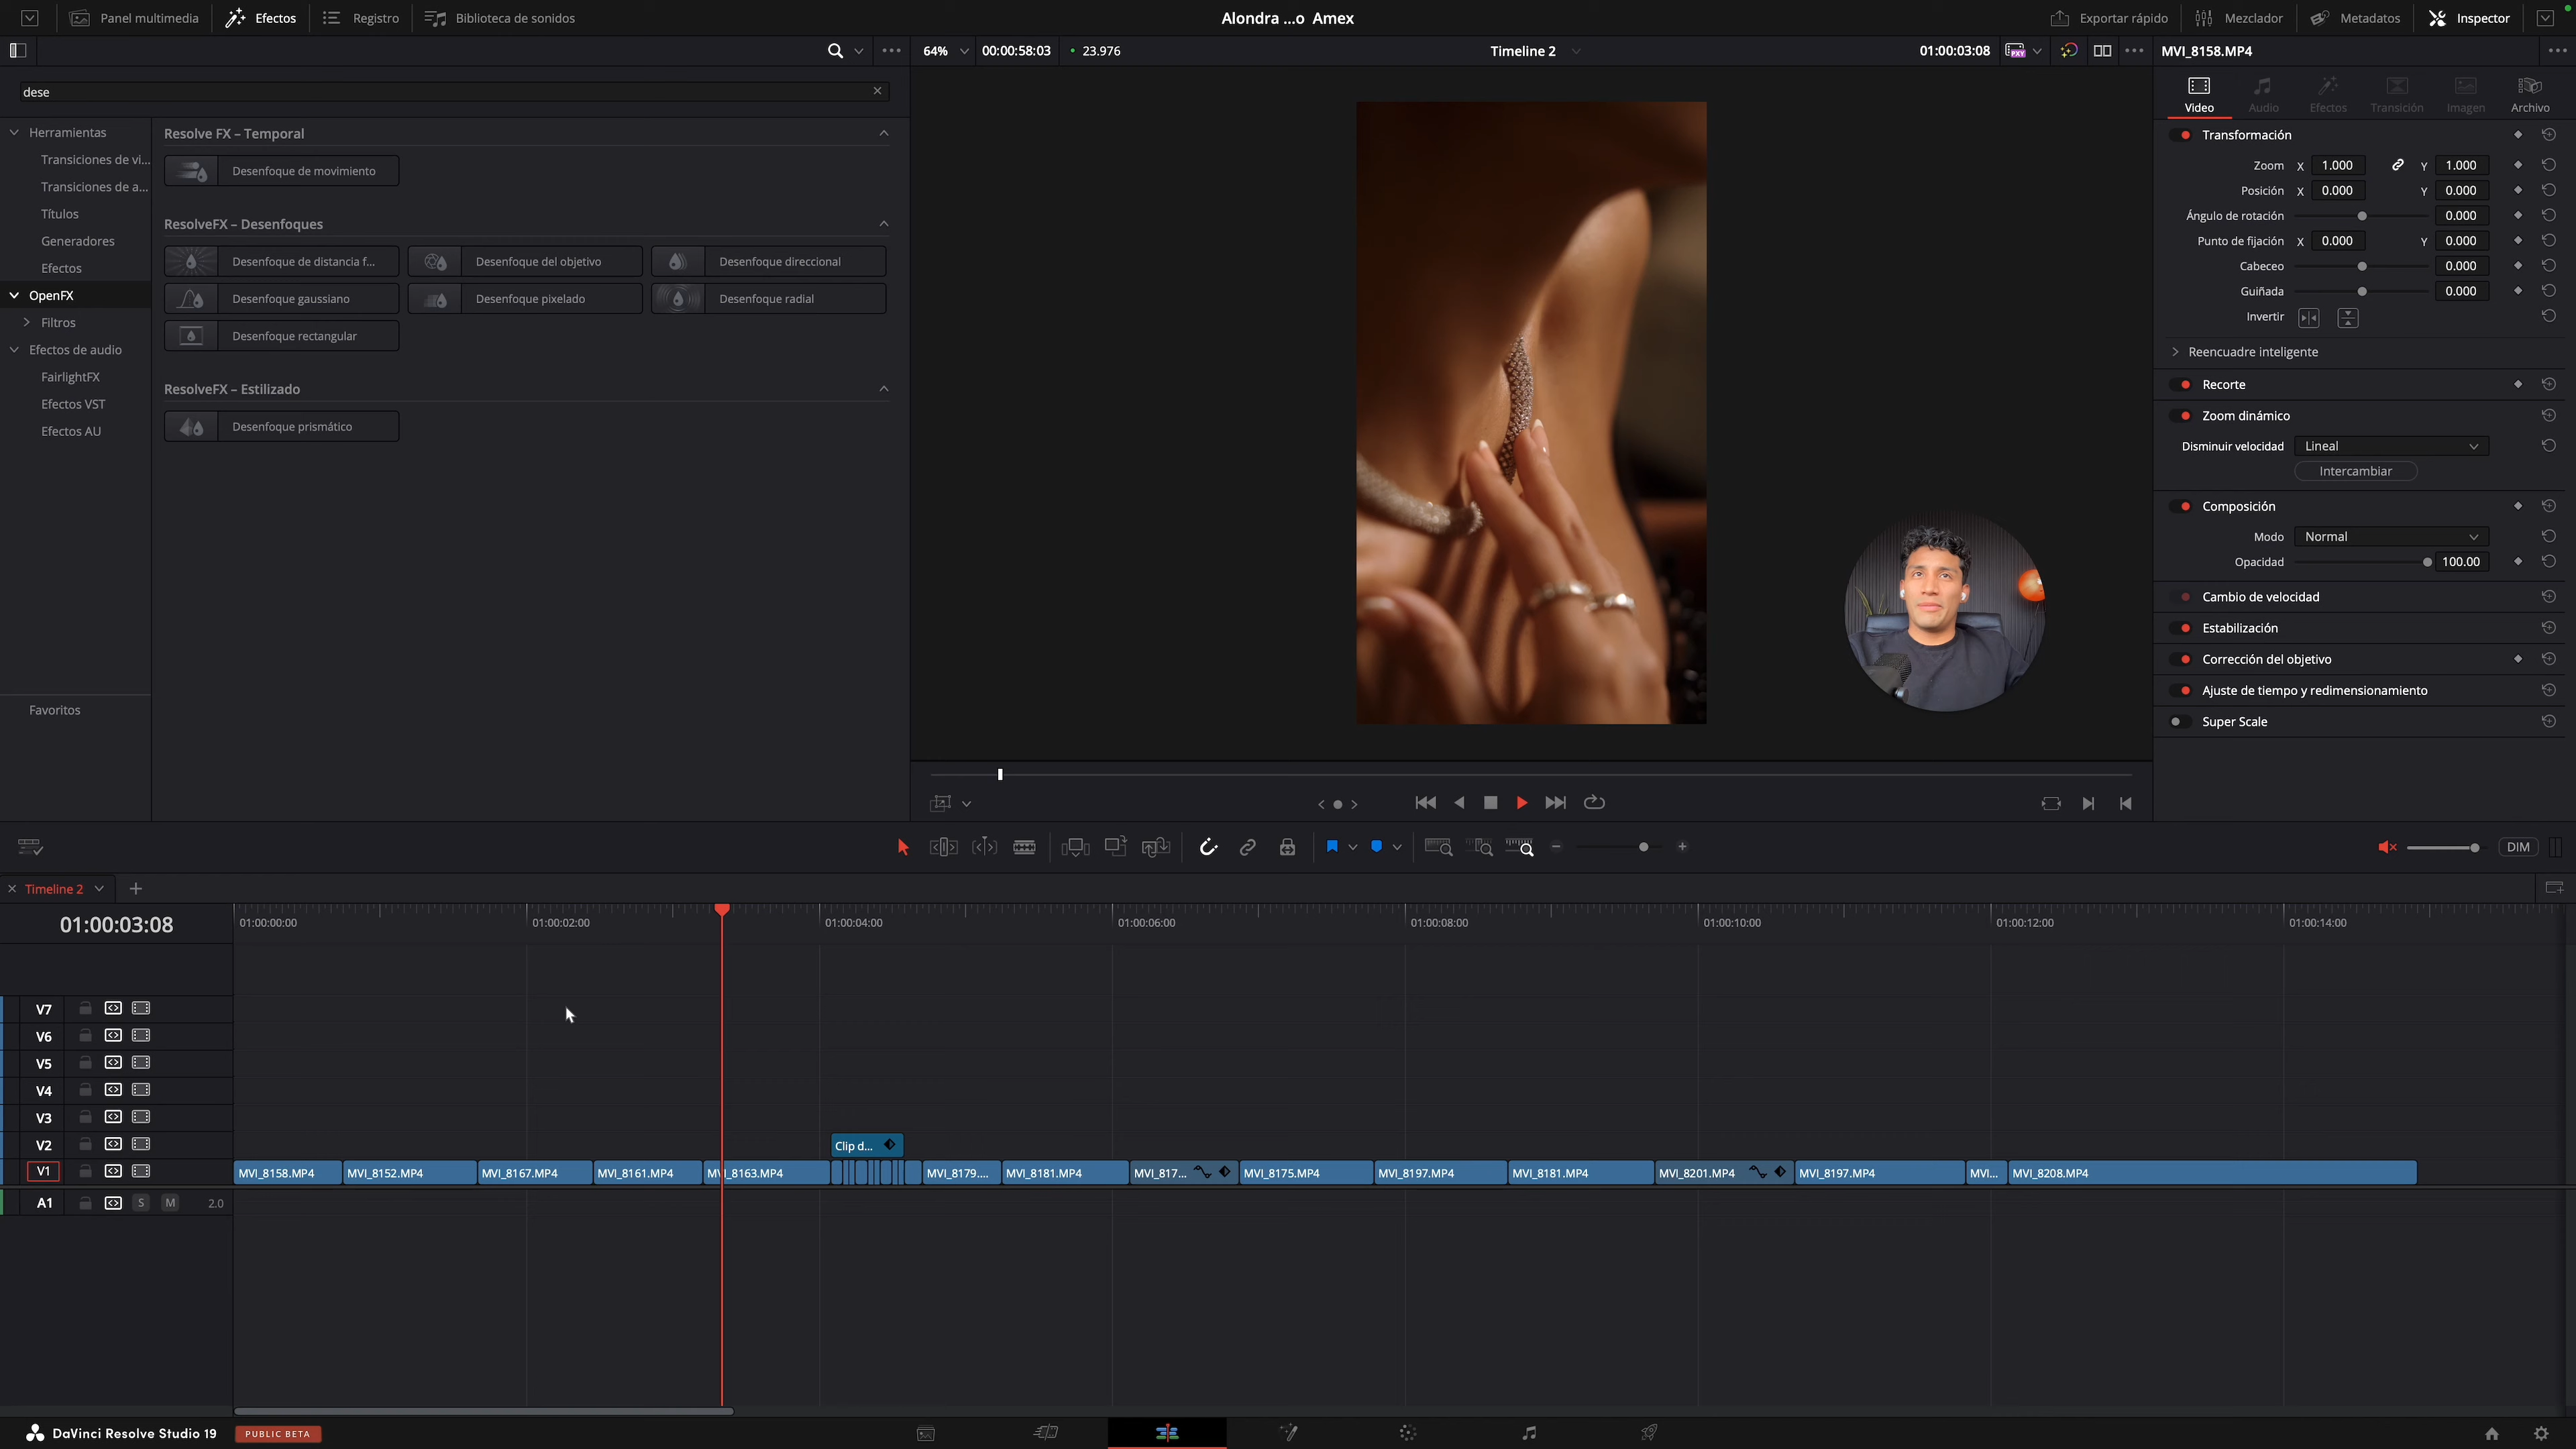 Panel multimedia Efectos Registro Biblioteca de sonidos Alondra ...o Amex Exportar rápido Mezclador Metadatos Inspector
64% 00:00:58:03 23.976 Timeline 2 01:00:03:08 PXY MVI_8158.MP4
dese
Video Audio Efectos Transición Imagen Archivo
Herramientas
Transiciones de vi...
Transiciones de a...
Títulos
Generadores
Efectos
OpenFX
Filtros
Efectos de audio
FairlightFX
Efectos VST
Efectos AU
Favoritos
Resolve FX – Temporal
Desenfoque de movimiento
ResolveFX – Desenfoques
Desenfoque de distancia f... Desenfoque del objetivo Desenfoque direccional
Desenfoque gaussiano Desenfoque pixelado Desenfoque radial
Desenfoque rectangular
ResolveFX – Estilizado
Desenfoque prismático
Transformación
Zoom X 1.000 Y 1.000
Posición X 0.000 Y 0.000
Ángulo de rotación 0.000
Punto de fijación X 0.000 Y 0.000
Cabeceo 0.000
Guiñada 0.000
Invertir
Reencuadre inteligente
Recorte
Zoom dinámico
Disminuir velocidad Lineal
Intercambiar
Composición
Modo Normal
Opacidad 100.00
Cambio de velocidad
Estabilización
Corrección del objetivo
Ajuste de tiempo y redimensionamiento
Super Scale
DIM
Timeline 2
01:00:03:08 01:00:00:00 01:00:02:00 01:00:04:00 01:00:06:00 01:00:08:00 01:00:10:00 01:00:12:00 01:00:14:00
V7
V6
V5
V4
V3
V2 Clip d...
V1 MVI_8158.MP4 MVI_8152.MP4 MVI_8167.MP4 MVI_8161.MP4 MVI_8163.MP4 MVI_8179.... MVI_8181.MP4 MVI_817... MVI_8175.MP4 MVI_8197.MP4 MVI_8181.MP4 MVI_8201.MP4 MVI_8197.MP4 MVI... MVI_8208.MP4
A1 S M 2.0
DaVinci Resolve Studio 19 PUBLIC BETA